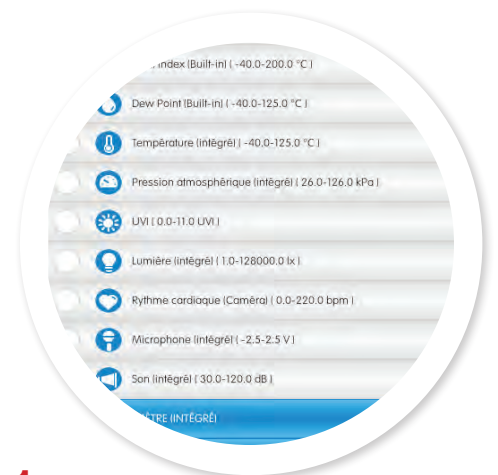 Index (Built-in) ( -40.0-200.0 °C )
Dew Point (Built-in) ( -40.0-125.0 °C )
Température (intégré) ( -40.0-125.0 °C )
Pression atmosphérique (intégré) ( 26.0-126.0 kPa )
UVI ( 0.0-11.0 UVI )
Lumière (intégré) ( 1.0-128000.0 lx )
Rythme cardiaque (Caméra) ( 0.0-220.0 bpm )
Microphone (intégré) ( -2.5-2.5 V )
Son (intégré) ( 30.0-120.0 dB )
(INTÉGRÉ)